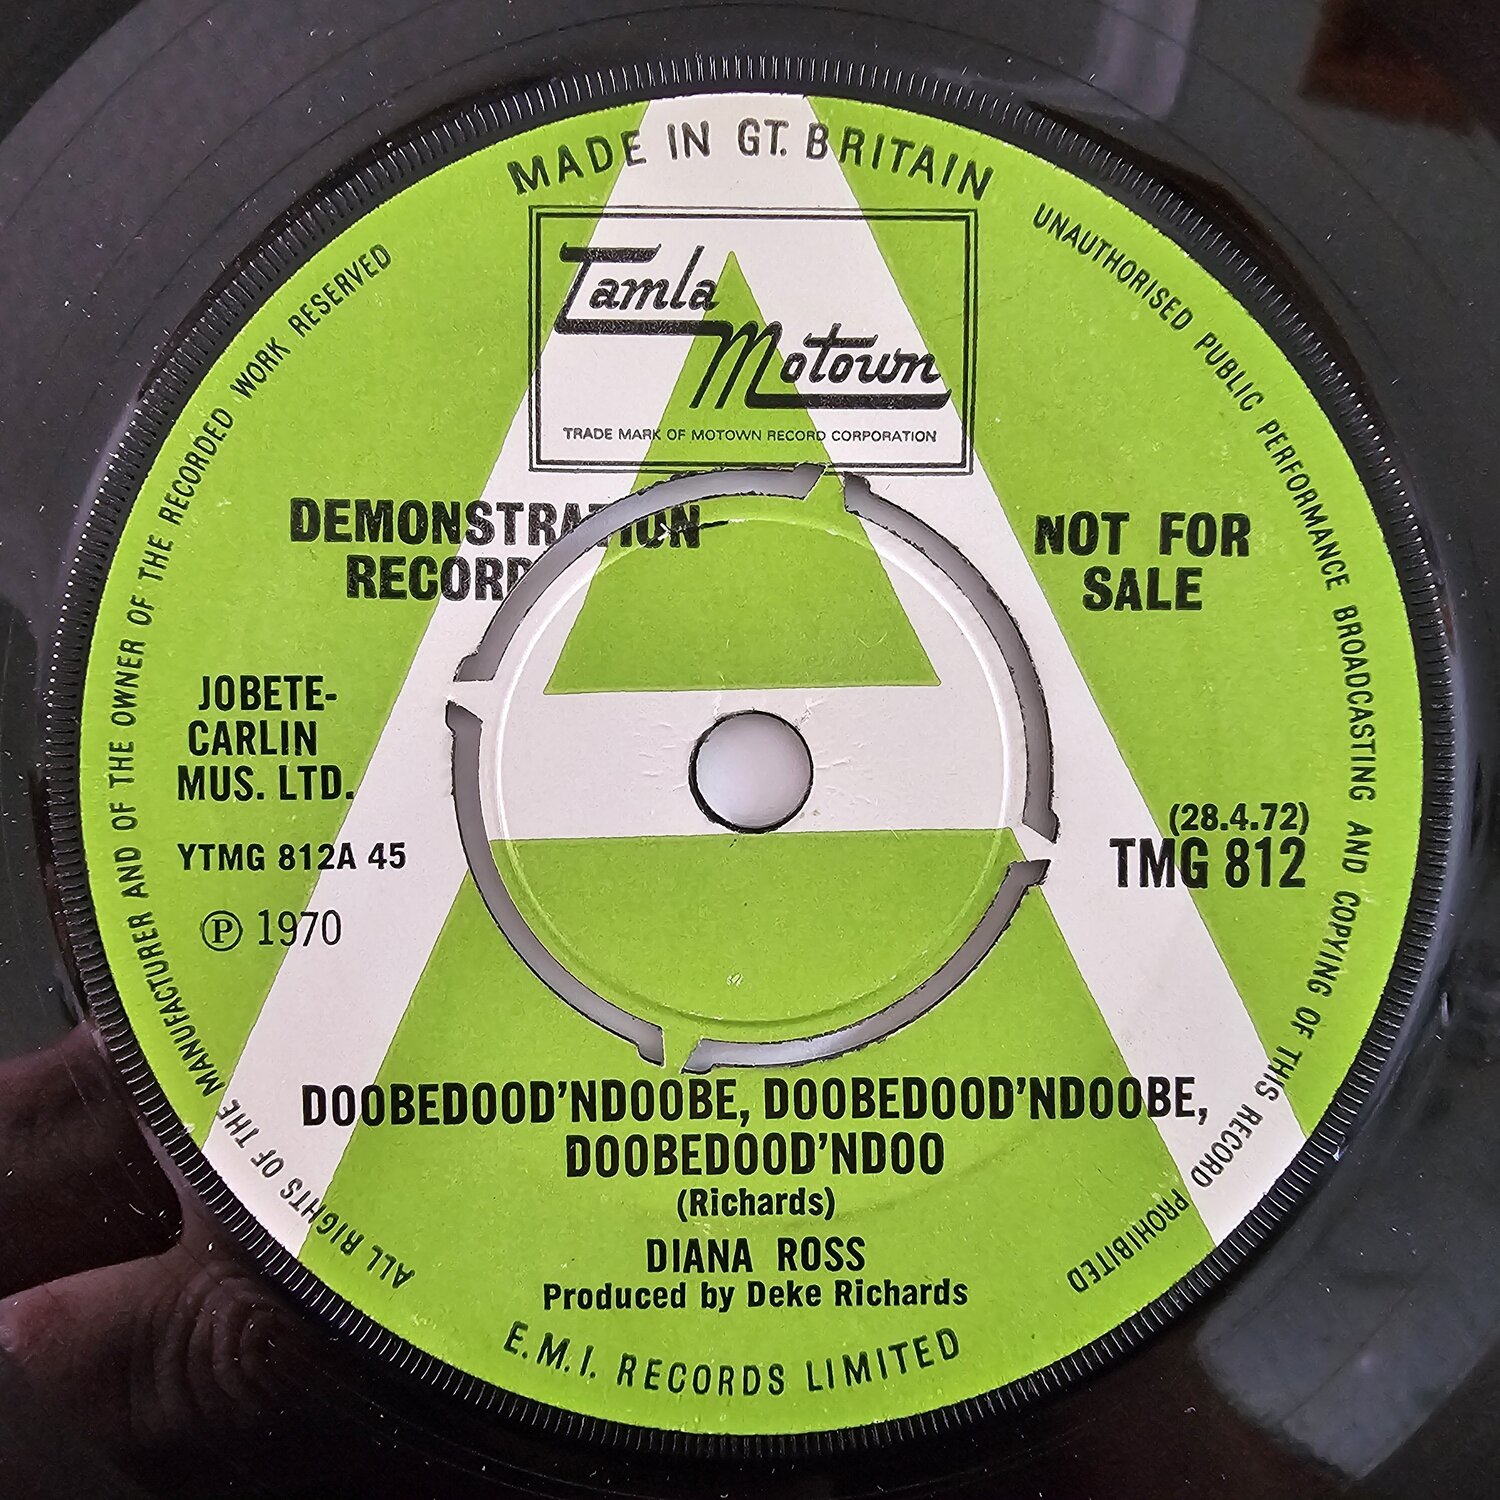 MADE IN GT. BRITAIN
Tamla
Motown
TRADE MARK OF MOTOWN RECORD CORPORATION
DEMONSTRATION
RECORD
NOT FOR
SALE
JOBETE-
CARLIN
MUS. LTD.
YTMG 812A 45
℗ 1970
(28.4.72)
TMG 812
DOOBEDOOD'NDOOBE, DOOBEDOOD'NDOOBE,
DOOBEDOOD'NDOO
(Richards)
DIANA ROSS
Produced by Deke Richards
E.M.I. RECORDS LIMITED
ALL RIGHTS OF THE MANUFACTURER AND OF THE OWNER OF THE RECORDED WORK RESERVED
UNAUTHORISED PUBLIC PERFORMANCE BROADCASTING AND COPYING OF THIS RECORD PROHIBITED
A